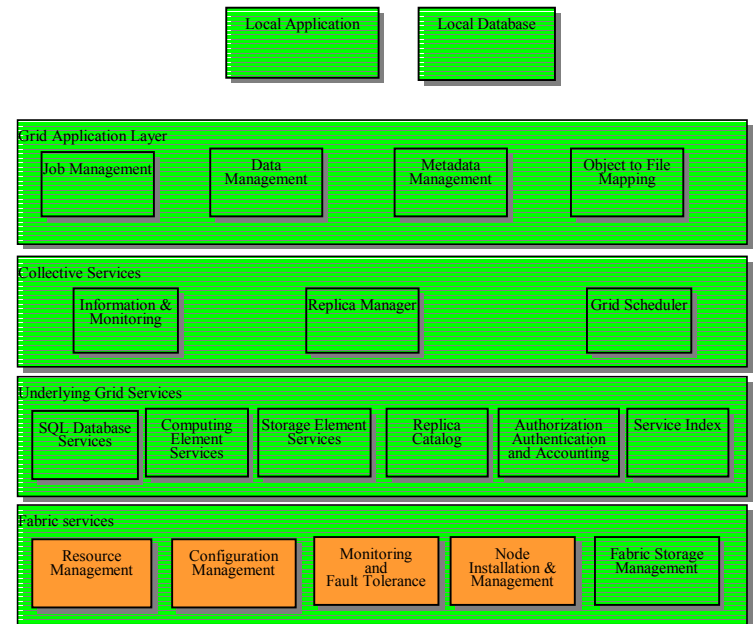 Local Application
Local Database
Grid Application Layer
Job Management
Data
Management
Metadata
Management
Object to File
Mapping
Collective Services
Information &
Monitoring
Replica Manager
Grid Scheduler
Underlying Grid Services
SQL Database
Services
Computing
Element
Services
Storage Element
Services
Replica
Catalog
Authorization
Authentication
and Accounting
Service Index
Fabric services
Resource
Management
Configuration
Management
Monitoring
and
Fault Tolerance
Node
Installation &
Management
Fabric Storage
Management